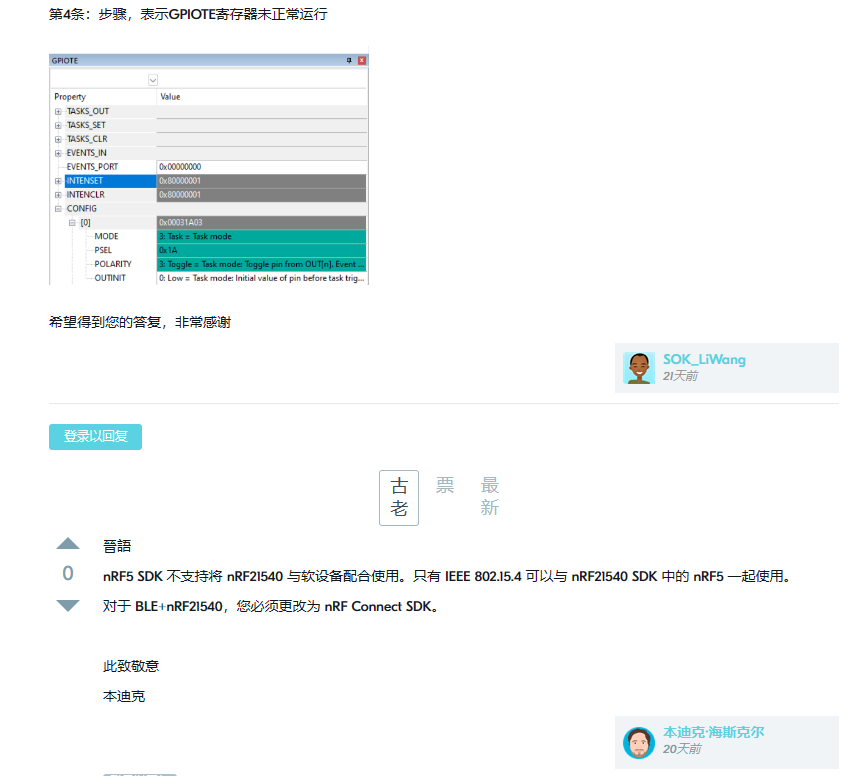 第4条：步骤，表示GPIOTE寄存器未正常运行
GPIOTE
Property Value
TASKS_OUT
TASKS_SET
TASKS_CLR
EVENTS_IN
EVENTS_PORT 0x00000000
INTENSET 0x80000001
INTENCLR 0x80000001
CONFIG
[0] 0x00031A03
MODE 3: Task = Task mode
PSEL 0x1A
POLARITY 3: Toggle = Task mode: Toggle pin from OUT[n]. Event ...
OUTINIT 0: Low = Task mode: Initial value of pin before task trig...
希望得到您的答复，非常感谢
SOK_LiWang
21天前
登录以回复
古老 票 最新
晉語
0
nRF5 SDK 不支持将 nRF21540 与软设备配合使用。只有 IEEE 802.15.4 可以与 nRF21540 SDK 中的 nRF5 一起使用。
对于 BLE+nRF21540，您必须更改为 nRF Connect SDK。
此致敬意
本迪克
本迪克·海斯克尔
20天前